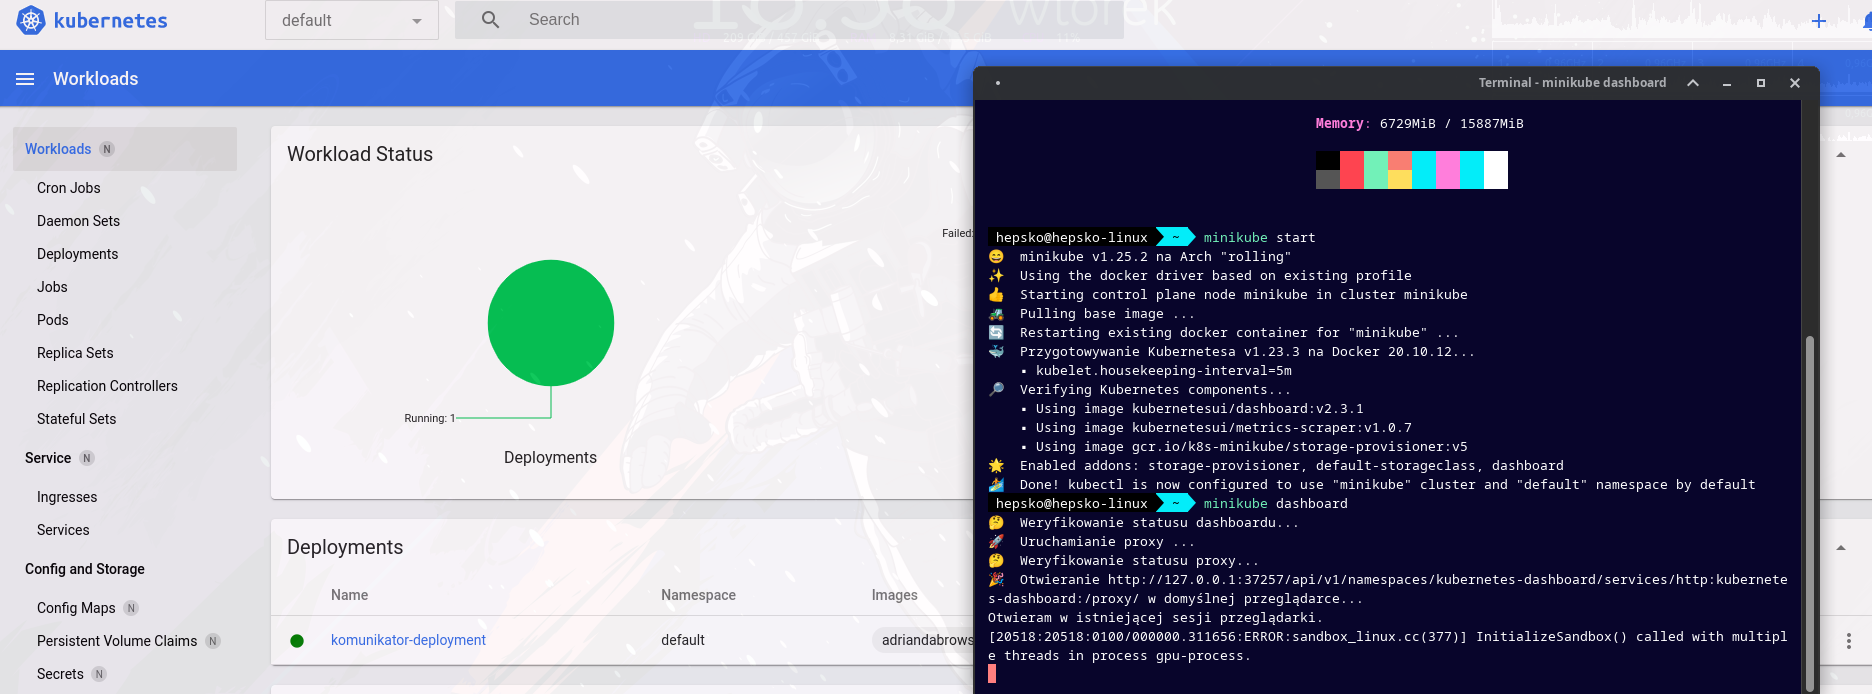 kubernetes
default
Search
wtorek
Workloads
Workloads N
Cron Jobs
Daemon Sets
Deployments
Jobs
Pods
Replica Sets
Replication Controllers
Stateful Sets
Service N
Ingresses
Services
Config and Storage
Config Maps N
Persistent Volume Claims N
Secrets N
Workload Status
Failed:
Running: 1
Deployments
Deployments
Name Namespace Images
komunikator-deployment default adriandabrows
Terminal - minikube dashboard
Memory: 6729MiB / 15887MiB
hepsko@hepsko-linux ~ minikube start
😄 minikube v1.25.2 na Arch "rolling"
✨ Using the docker driver based on existing profile
👍 Starting control plane node minikube in cluster minikube
🚜 Pulling base image ...
🔄 Restarting existing docker container for "minikube" ...
🐳 Przygotowywanie Kubernetesa v1.23.3 na Docker 20.10.12...
▪ kubelet.housekeeping-interval=5m
🔎 Verifying Kubernetes components...
▪ Using image kubernetesui/dashboard:v2.3.1
▪ Using image kubernetesui/metrics-scraper:v1.0.7
▪ Using image gcr.io/k8s-minikube/storage-provisioner:v5
🌟 Enabled addons: storage-provisioner, default-storageclass, dashboard
🏄 Done! kubectl is now configured to use "minikube" cluster and "default" namespace by default
hepsko@hepsko-linux ~ minikube dashboard
🤔 Weryfikowanie statusu dashboardu...
🚀 Uruchamianie proxy ...
🤔 Weryfikowanie statusu proxy...
🎉 Otwieranie http://127.0.0.1:37257/api/v1/namespaces/kubernetes-dashboard/services/http:kubernete
s-dashboard:/proxy/ w domyślnej przeglądarce...
Otwieram w istniejącej sesji przeglądarki.
[20518:20518:0100/000000.311656:ERROR:sandbox_linux.cc(377)] InitializeSandbox() called with multipl
e threads in process gpu-process.